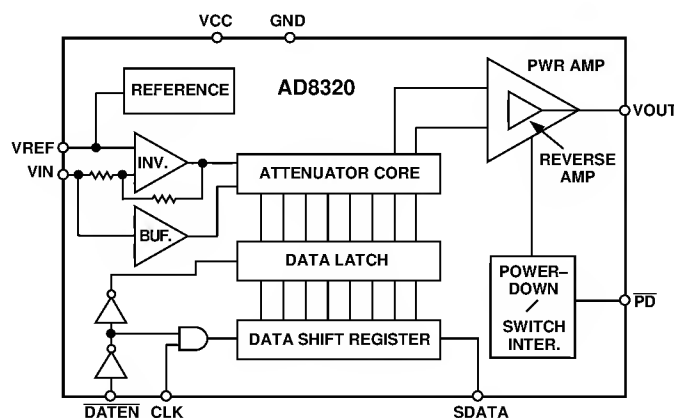 VCC GND
PWR AMP
REFERENCE
AD8320
VOUT
VREF
INV.
REVERSE
AMP
VIN
ATTENUATOR CORE
BUF.
DATA LATCH
POWER–
DOWN
/
SWITCH
INTER.
PD
DATA SHIFT REGISTER
DATEN CLK SDATA